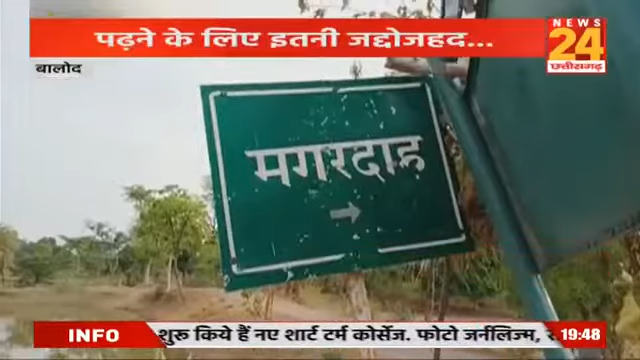 पढ़ने के लिए इतनी जद्दोजहद...
NEWS
24
छत्तीसगढ़
बालोद
मगरदाह
→
INFO
शुरू किये हैं नए शार्ट टर्म कोर्सेज. फोटो जर्नलिज्म,
19:48